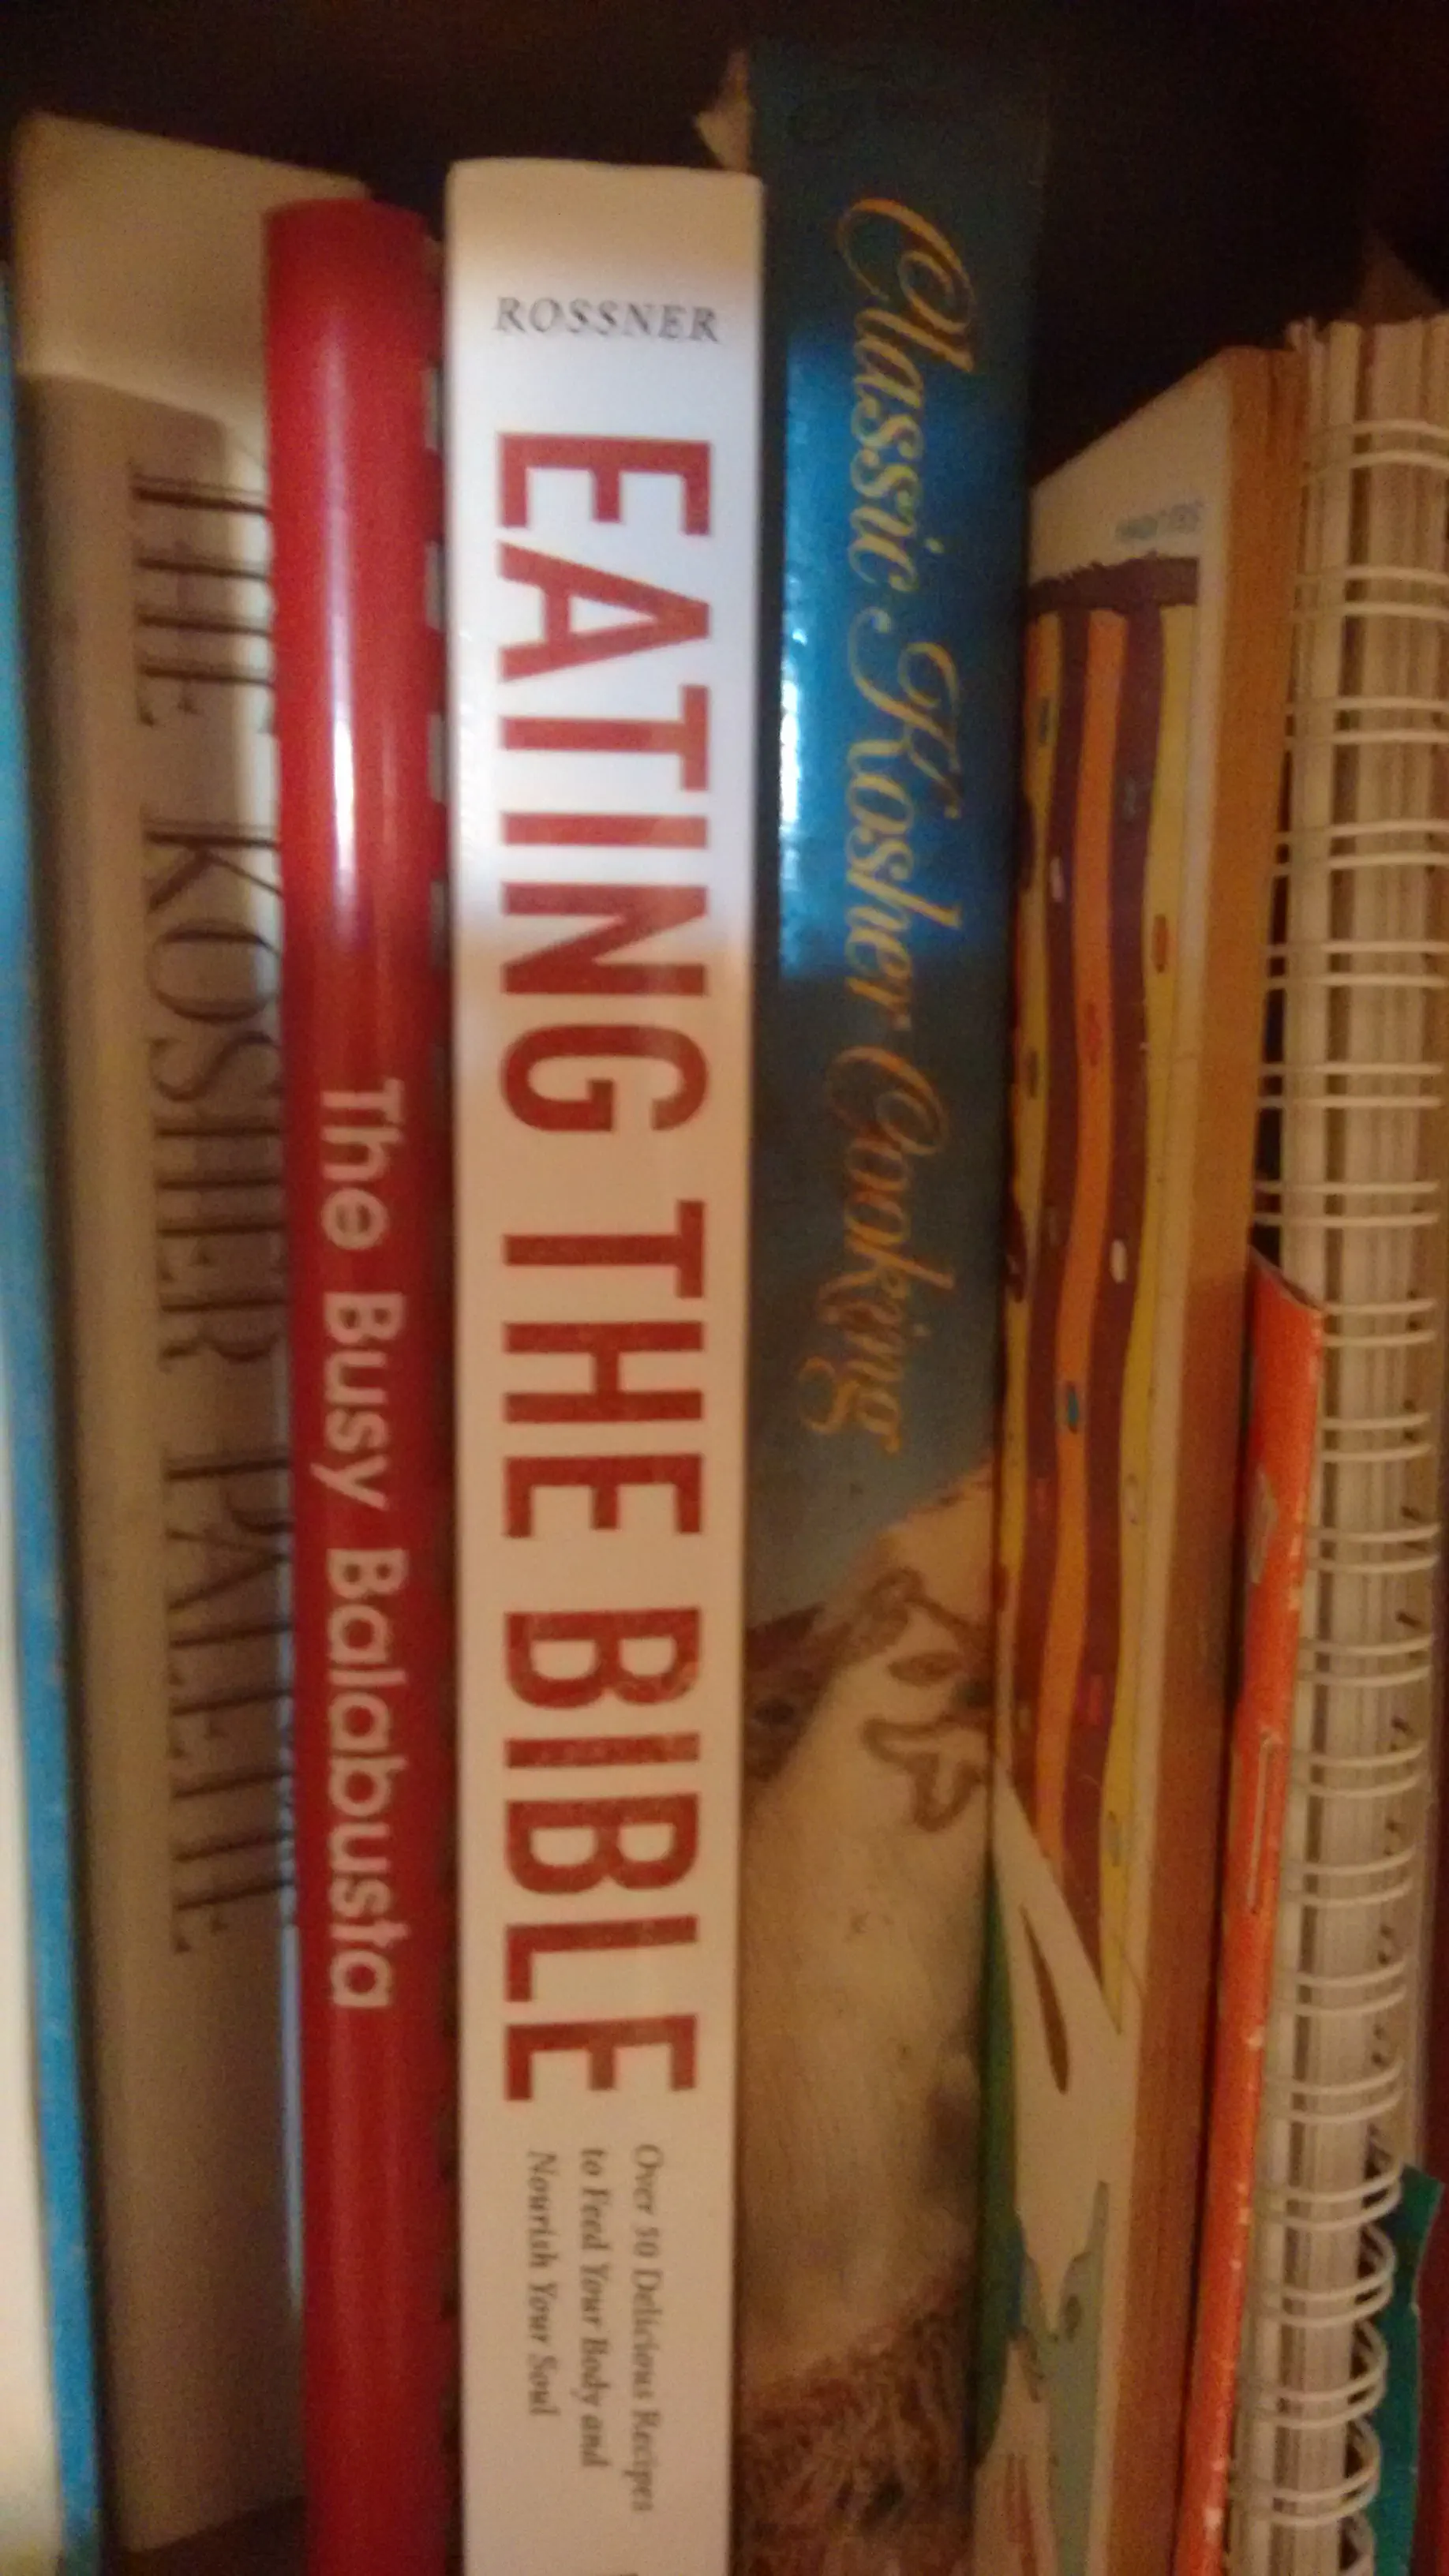 THE KOSHER PALETTE
The Busy Balabusta
ROSSNER
EATING THE BIBLE
Over 50 Delicious Recipes
to Feed Your Body and
Nourish Your Soul
Classic Kosher Cooking